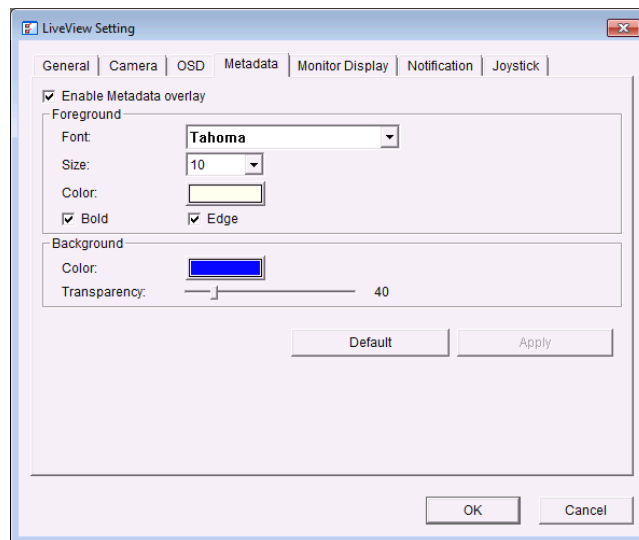 LiveView Setting
General Camera OSD Metadata Monitor Display Notification Joystick
Enable Metadata overlay
Foreground
Font: Tahoma
Size: 10
Color:
Bold Edge
Background
Color:
Transparency: 40
Default Apply
OK Cancel